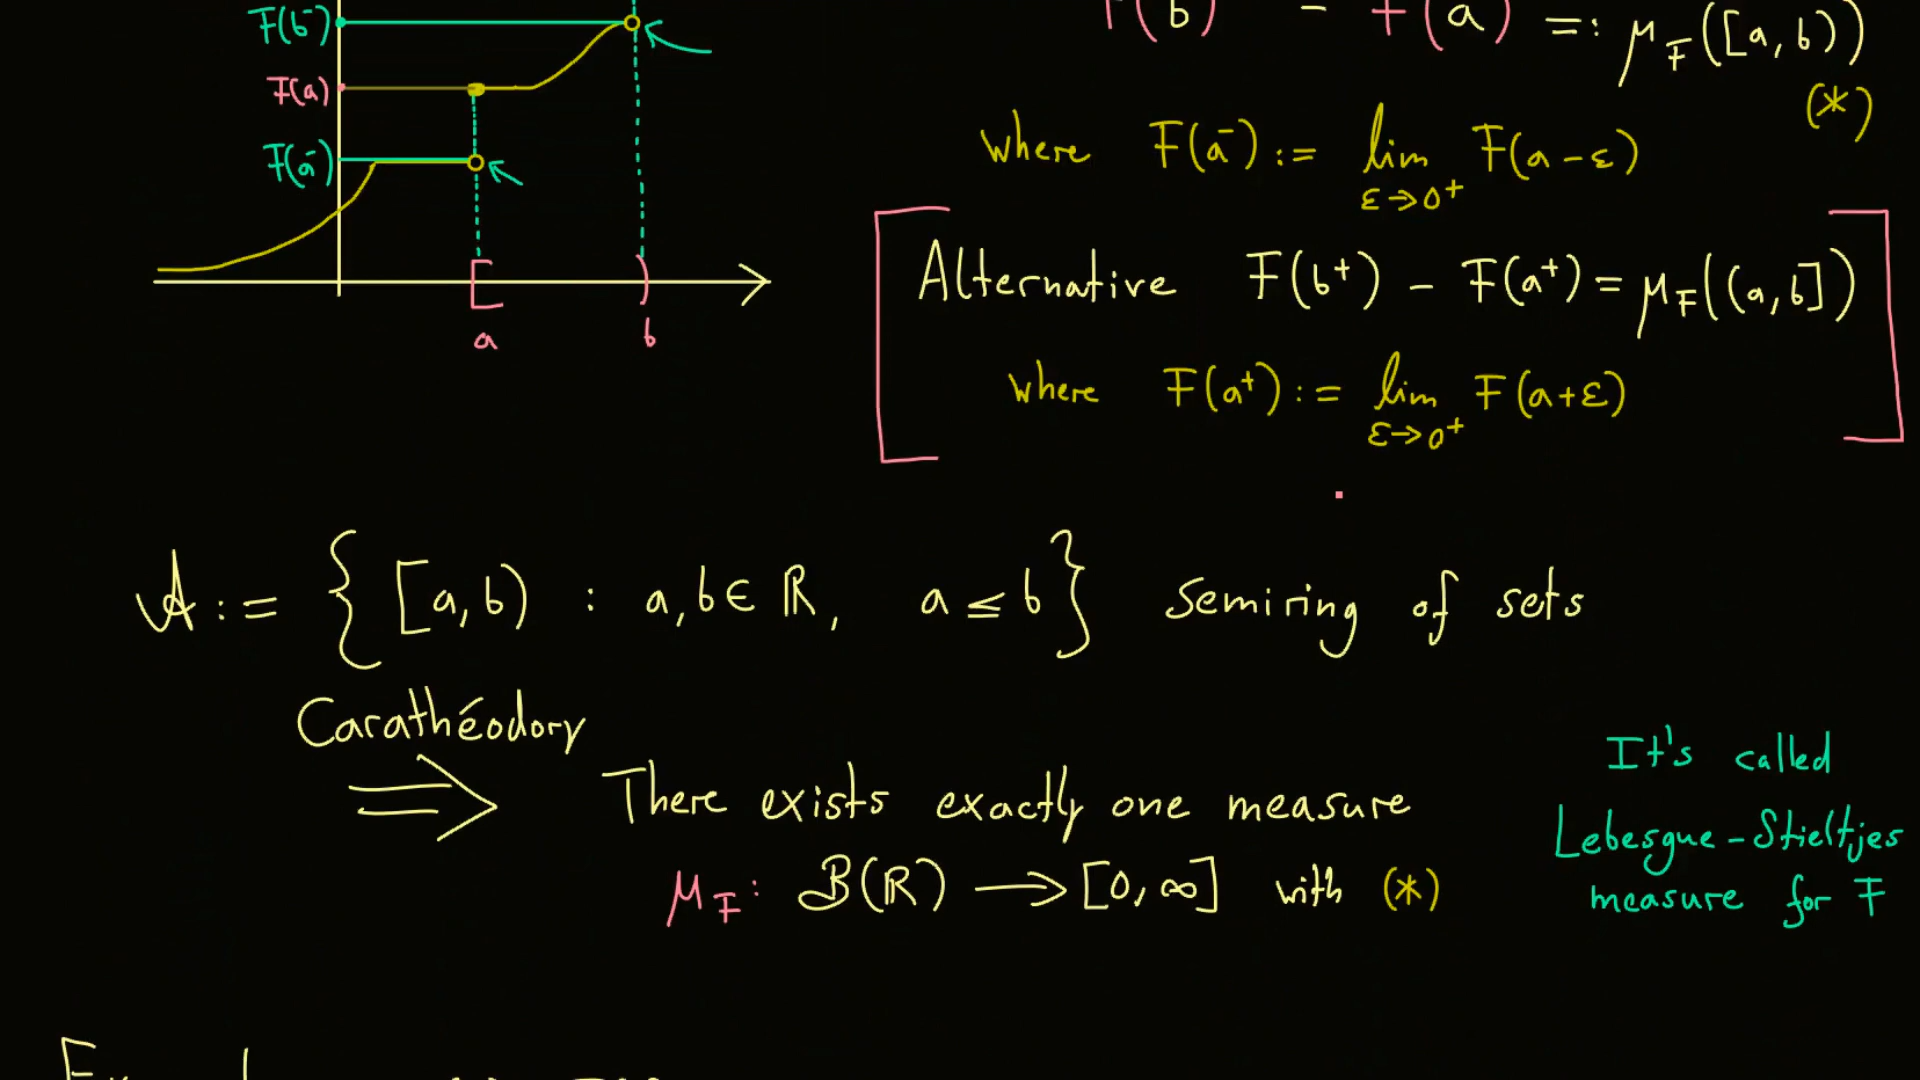 F(b⁻)
F(a)
F(a⁻)
a
b
F(b⁻) − F(a⁻) =: μ_F([a, b))
(*)
where F(a⁻) := lim_{ε→0⁺} F(a − ε)
Alternative F(b⁺) − F(a⁺) = μ_F((a, b])
where F(a⁺) := lim_{ε→0⁺} F(a + ε)
𝒜 := { [a, b) : a, b ∈ ℝ, a ≤ b } semiring of sets
Carathéodory
⟹ There exists exactly one measure
μ_F : ℬ(ℝ) ⟶ [0, ∞] with (*)
It's called
Lebesgue-Stieltjes
measure for F